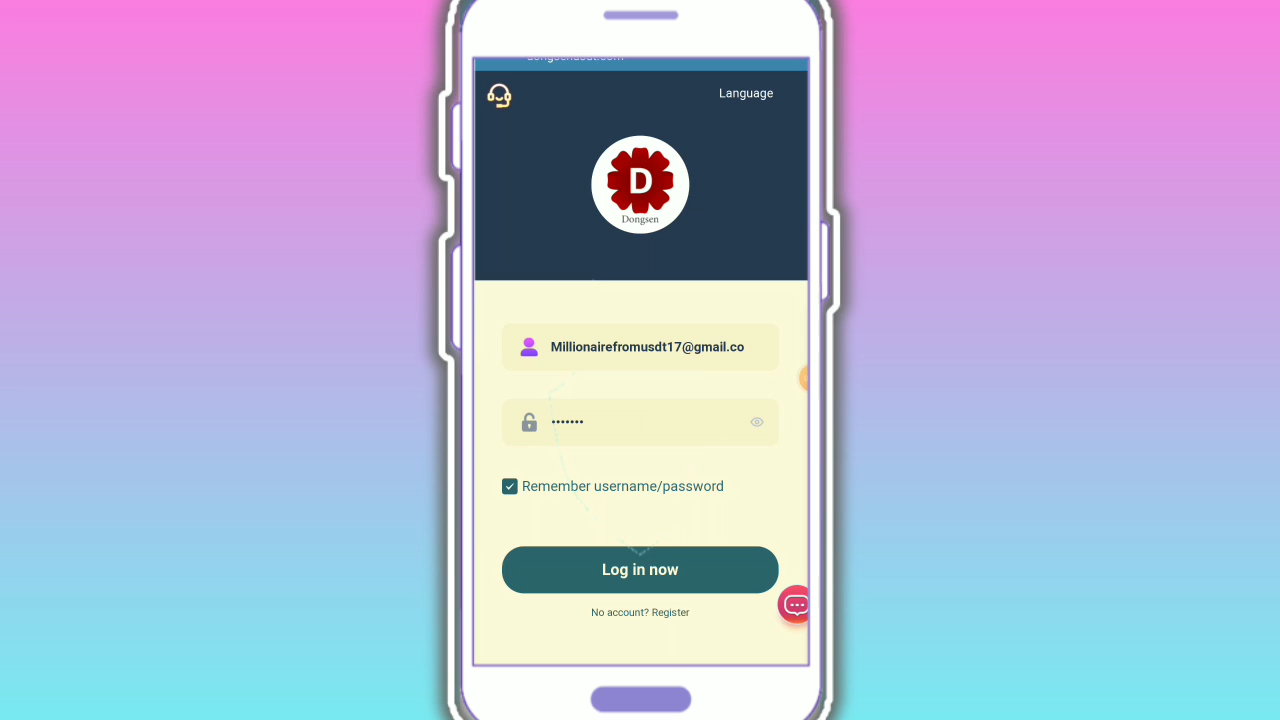 Language
D
Dongsen
Millionairefromusdt17@gmail.co
•••••••
Remember username/password
Log in now
No account? Register